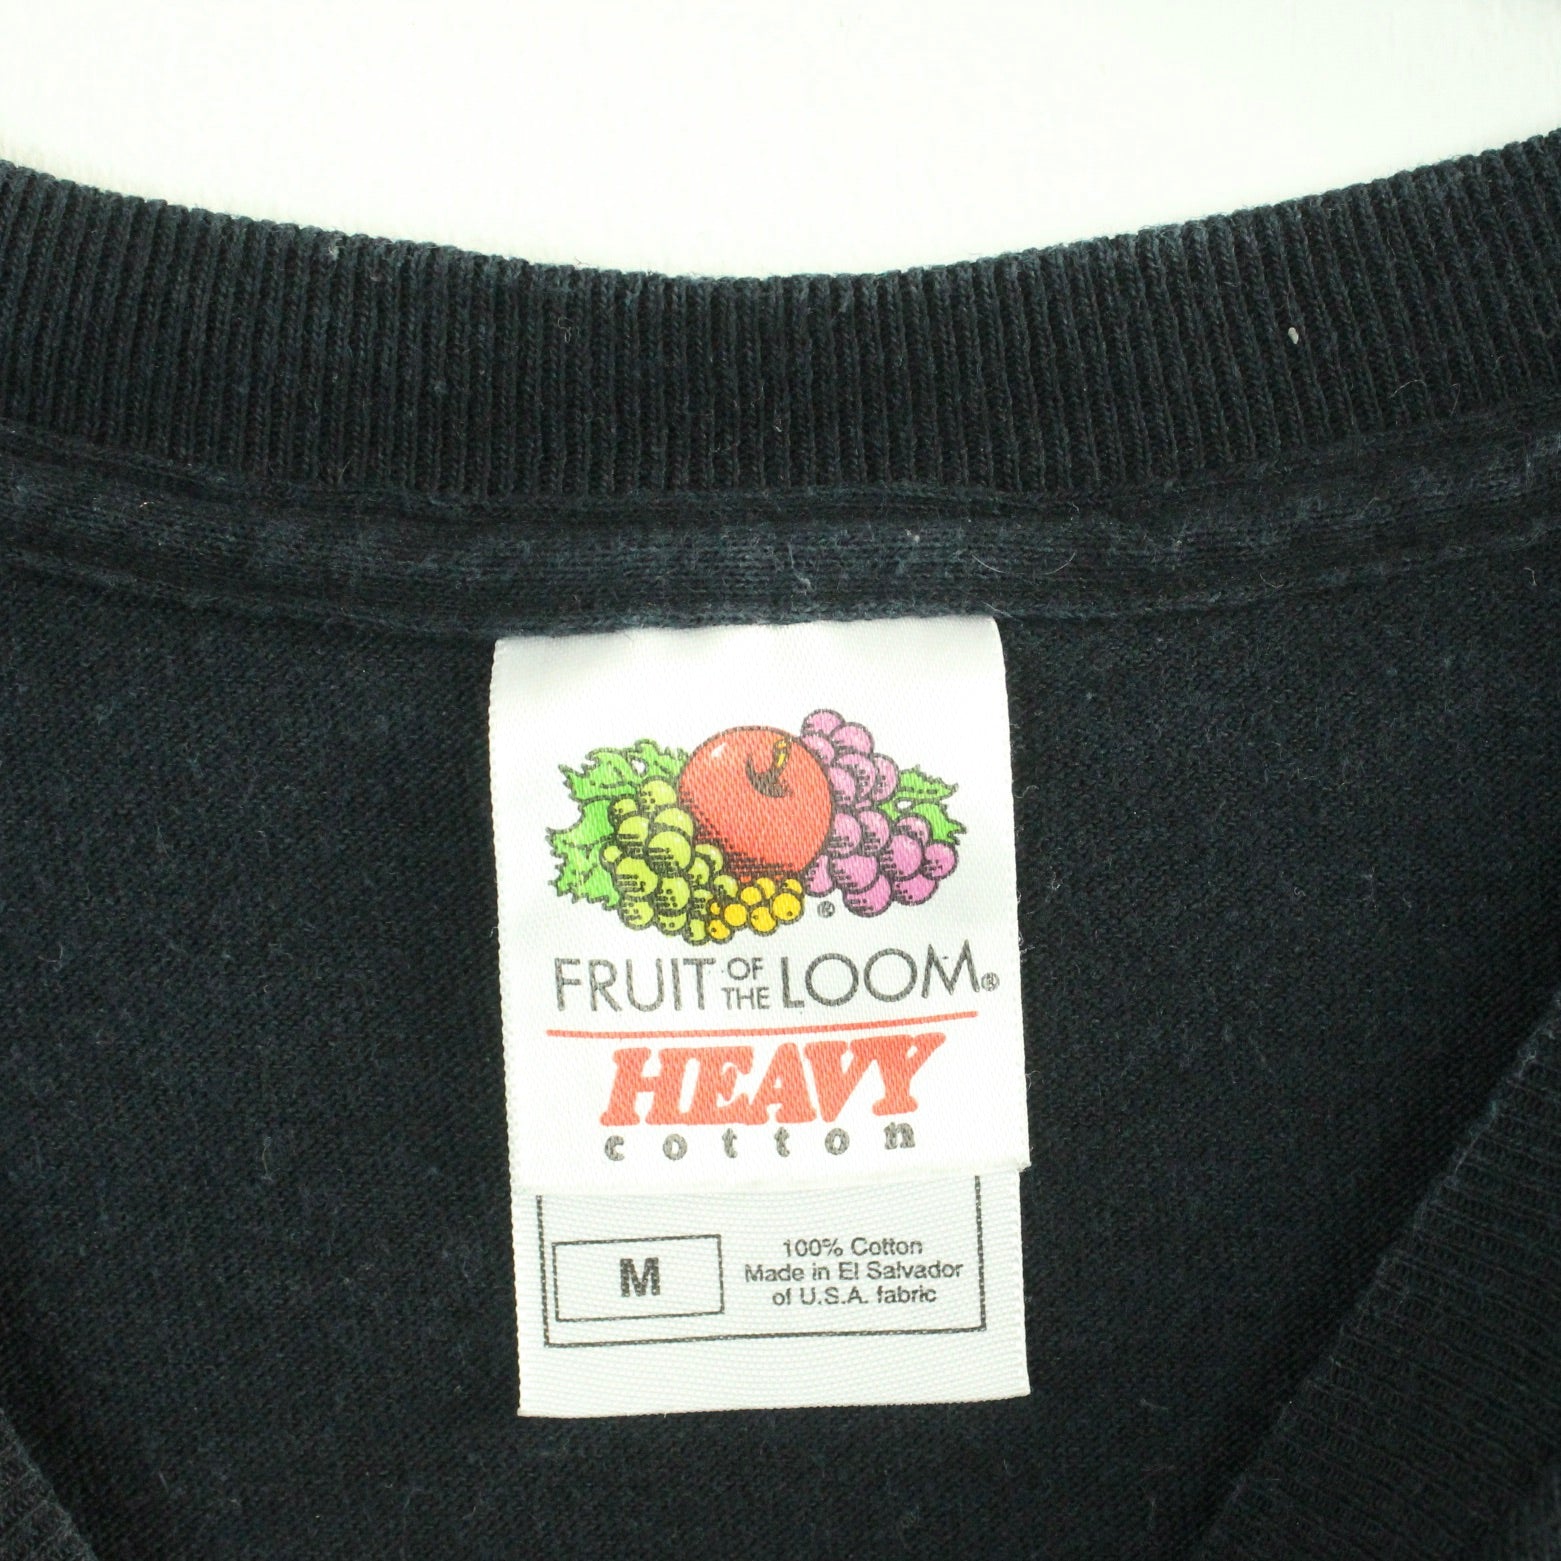 ®
FRUIT OF THE LOOM®
HEAVY
cotton
M
100% Cotton
Made in El Salvador
of U.S.A. fabric